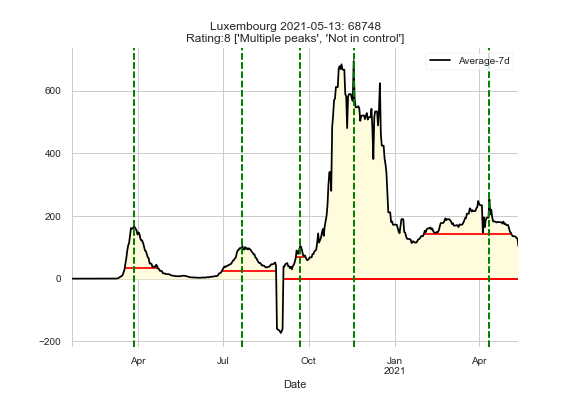 Luxembourg 2021-05-13: 68748
Rating:8 ['Multiple peaks', 'Not in control']
Average-7d
600
400
200
0
−200
Apr
Jul
Oct
Jan
2021
Apr
Date